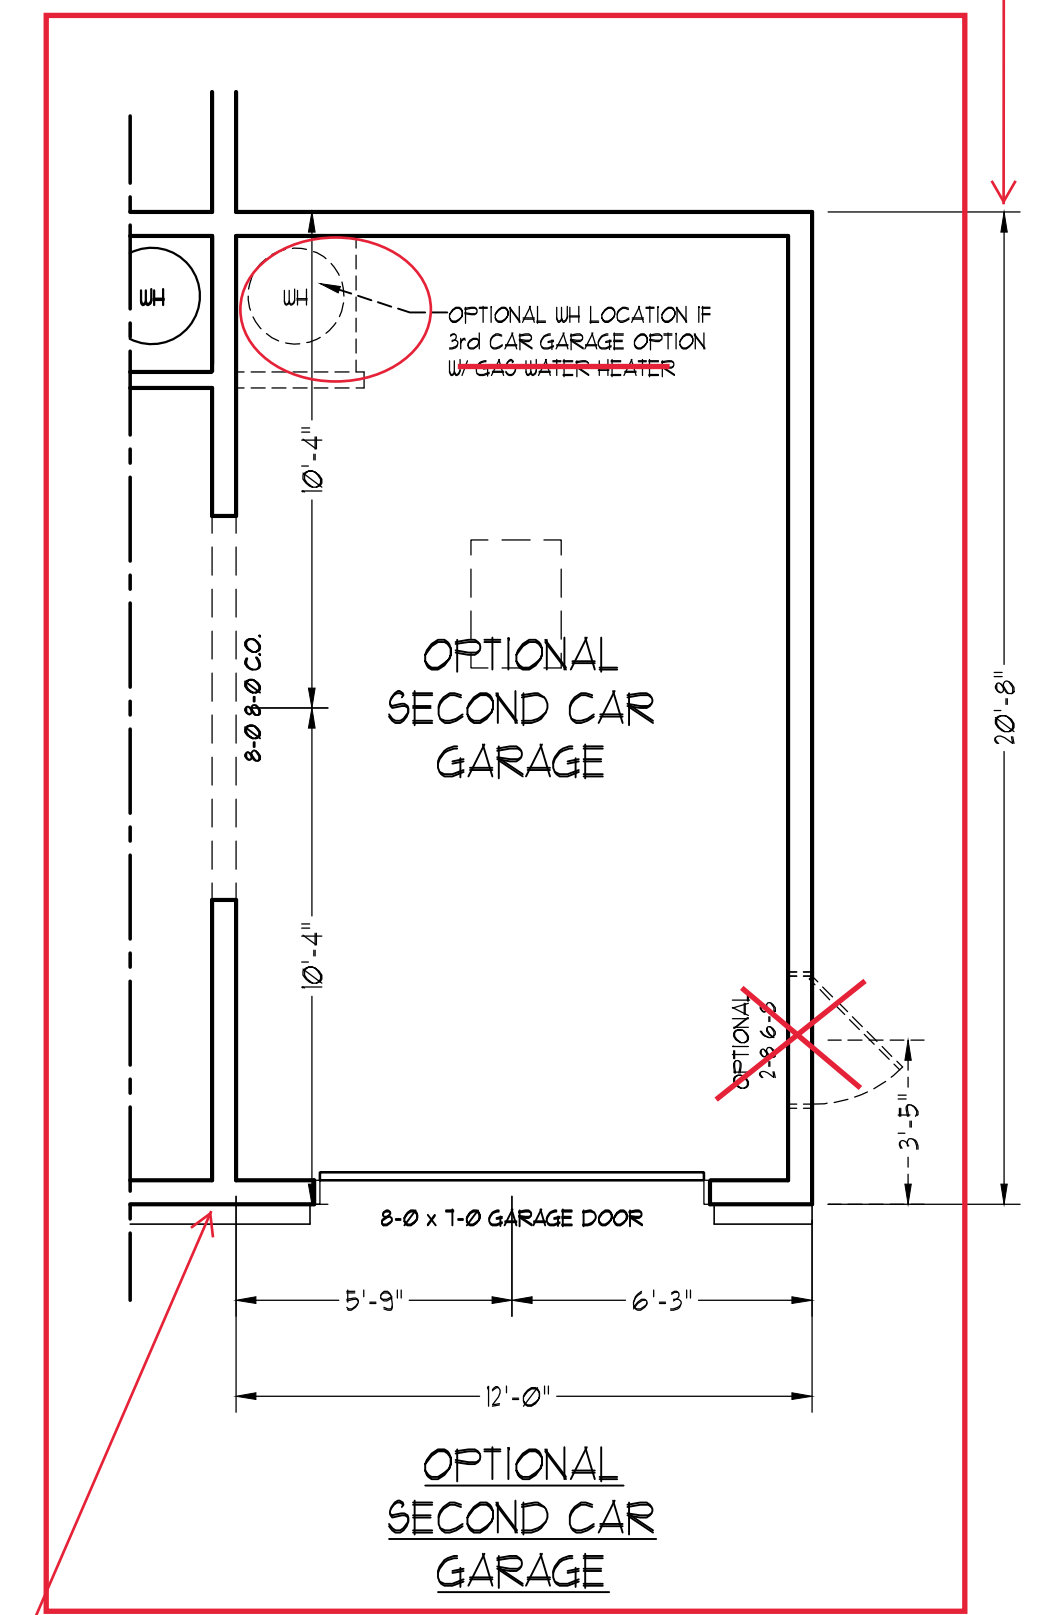 WH
WH
OPTIONAL WH LOCATION IF
3rd CAR GARAGE OPTION
W/ GAS WATER HEATER
10'-4"
8-0 8-0 C.O.
OPTIONAL
SECOND CAR
GARAGE
20'-8"
10'-4"
OPTIONAL
2-8 6-8
3'-5"
8-0 x 7-0 GARAGE DOOR
5'-9"
6'-3"
12'-0"
OPTIONAL
SECOND CAR
GARAGE